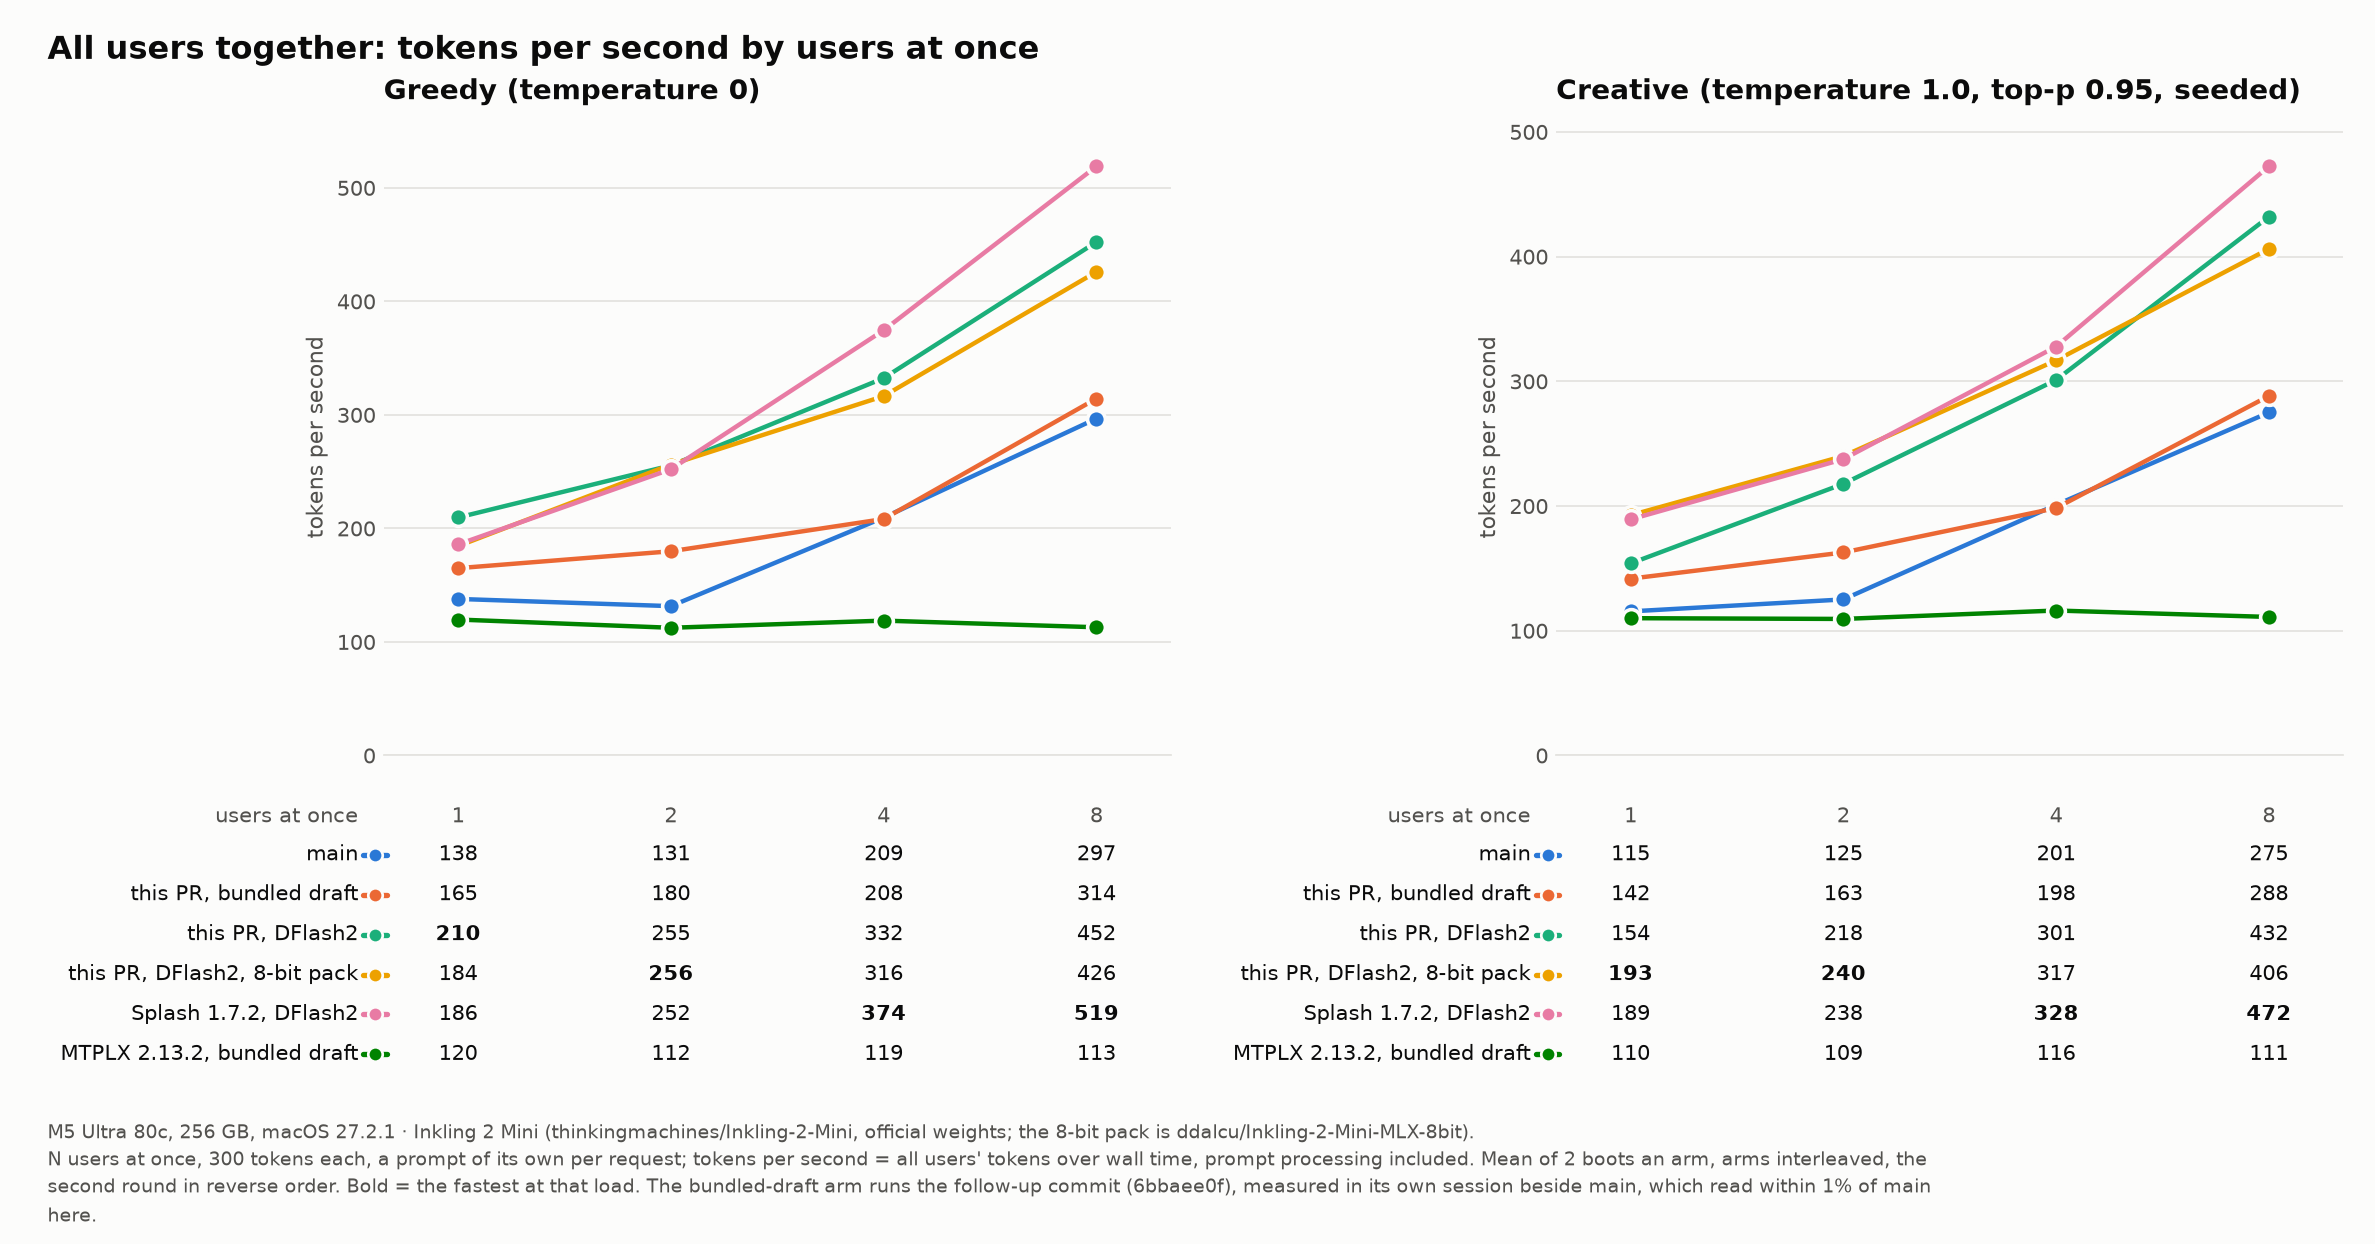 All users together: tokens per second by users at once
Greedy (temperature 0)
tokens per second
500
400
300
200
100
0
users at once 1 2 4 8
main 138 131 209 297
this PR, bundled draft 165 180 208 314
this PR, DFlash2 210 255 332 452
this PR, DFlash2, 8-bit pack 184 256 316 426
Splash 1.7.2, DFlash2 186 252 374 519
MTPLX 2.13.2, bundled draft 120 112 119 113
Creative (temperature 1.0, top-p 0.95, seeded)
tokens per second
500
400
300
200
100
0
users at once 1 2 4 8
main 115 125 201 275
this PR, bundled draft 142 163 198 288
this PR, DFlash2 154 218 301 432
this PR, DFlash2, 8-bit pack 193 240 317 406
Splash 1.7.2, DFlash2 189 238 328 472
MTPLX 2.13.2, bundled draft 110 109 116 111
M5 Ultra 80c, 256 GB, macOS 27.2.1 · Inkling 2 Mini (thinkingmachines/Inkling-2-Mini, official weights; the 8-bit pack is ddalcu/Inkling-2-Mini-MLX-8bit).
N users at once, 300 tokens each, a prompt of its own per request; tokens per second = all users' tokens over wall time, prompt processing included. Mean of 2 boots an arm, arms interleaved, the
second round in reverse order. Bold = the fastest at that load. The bundled-draft arm runs the follow-up commit (6bbaee0f), measured in its own session beside main, which read within 1% of main
here.